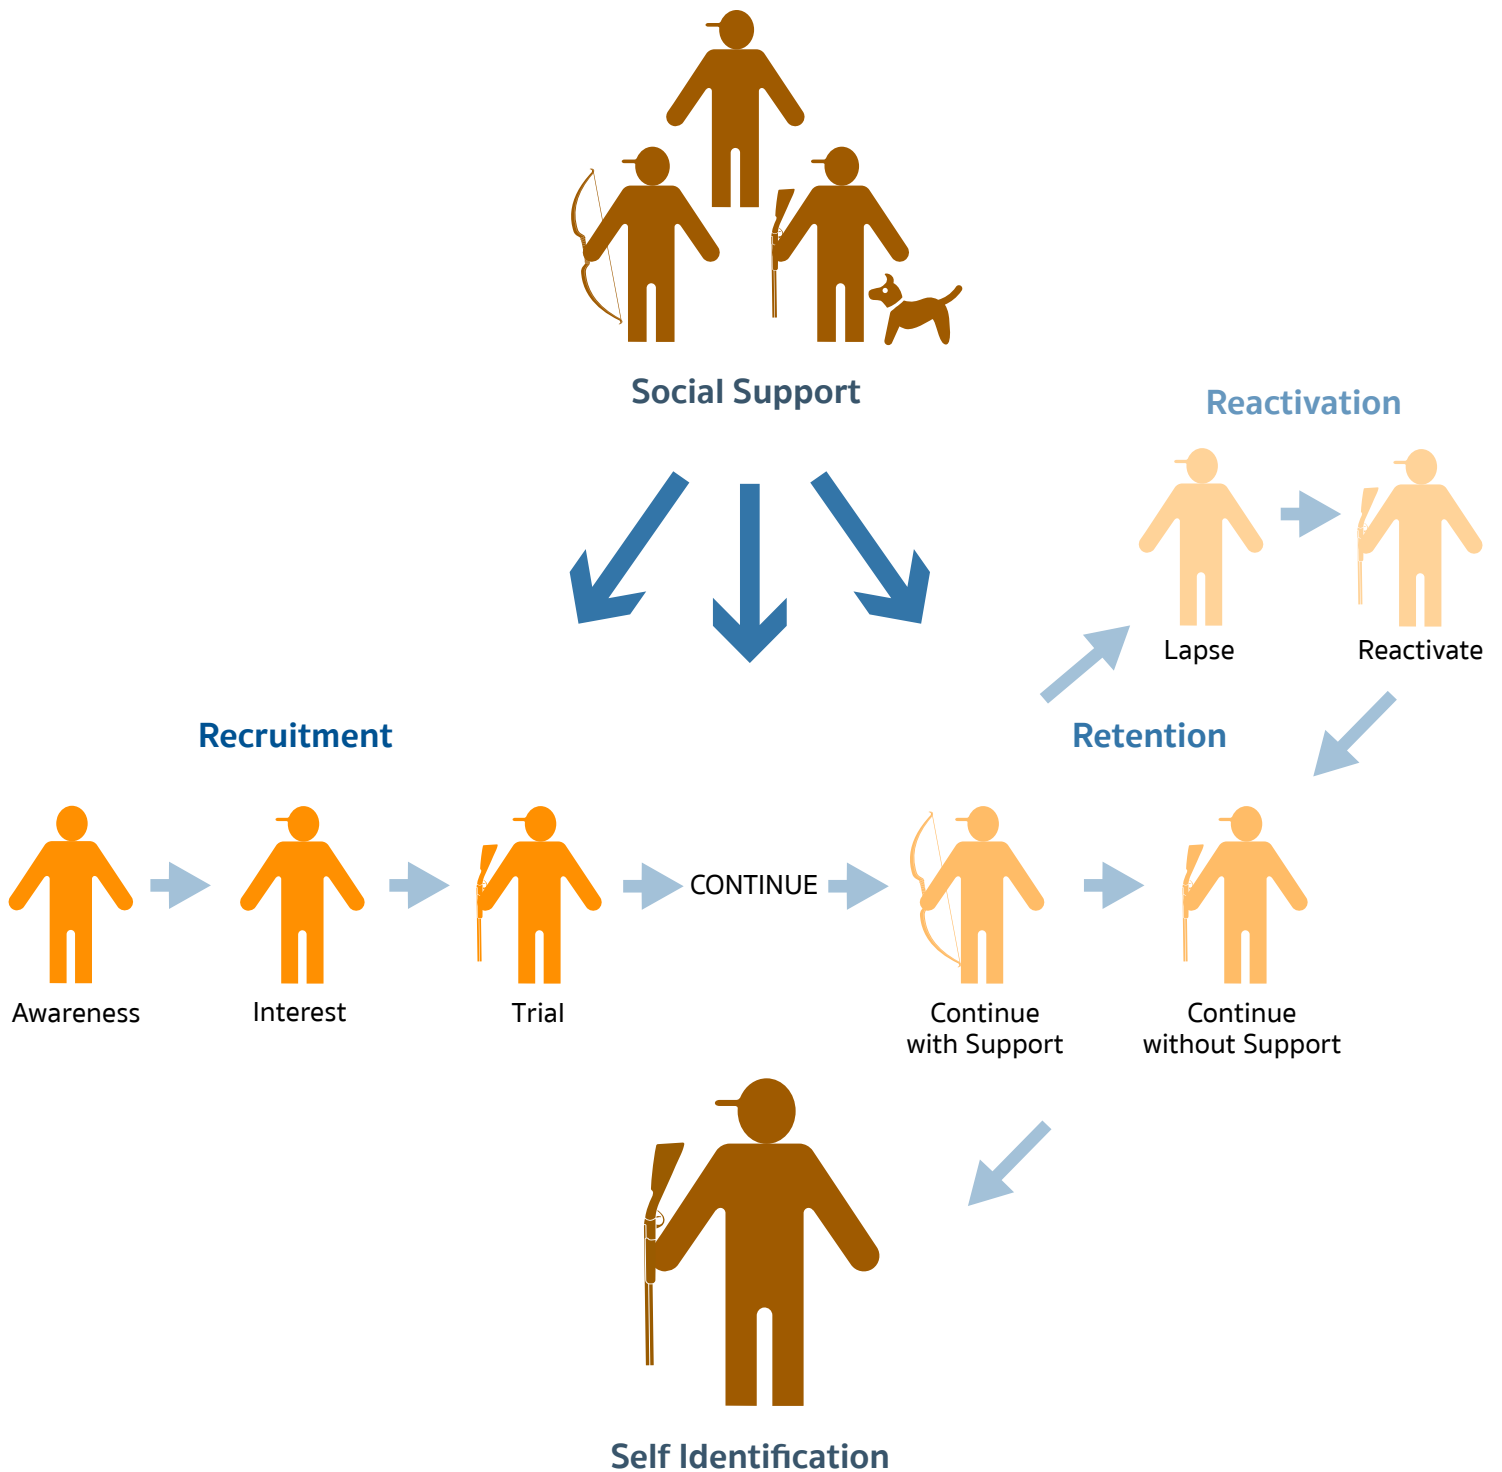 Social Support
Reactivation
Lapse
Reactivate
Recruitment
Retention
CONTINUE
Awareness
Interest
Trial
Continue
with Support
Continue
without Support
Self Identification